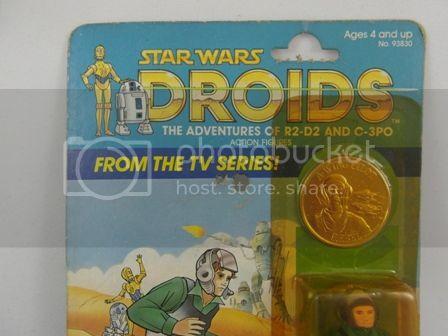 Ages 4 and up
No. 93830
STAR WARS
DROIDS™
THE ADVENTURES OF R2-D2 AND C-3PO
ACTION FIGURES
FROM THE TV SERIES!
photobucket
host. store. share.